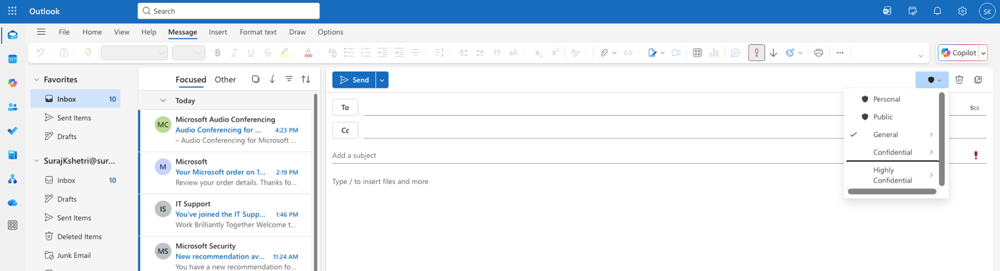 Outlook
Search
SK
File Home View Help Message Insert Format text Draw Options
Copilot
Favorites
Inbox 10
Sent Items
Drafts
SurajKshetri@sur...
Inbox 10
Drafts
Sent Items
Deleted Items
Junk Email
Focused Other
Today
MC
Microsoft Audio Conferencing
Audio Conferencing for ... 4:23 PM
– Audio Conferencing for Microsoft ...
M
Microsoft
Your Microsoft order on 1... 2:19 PM
Review your order details. Thanks fo...
IS
IT Support
You've joined the IT Supp... 1:46 PM
Work Brilliantly Together Welcome t...
MS
Microsoft Security
New recommendation av... 11:24 AM
You have a new recommendation fo...
Send
To
Bcc
Cc
Add a subject
Type / to insert files and more
Personal
Public
General
Confidential
Highly
Confidential